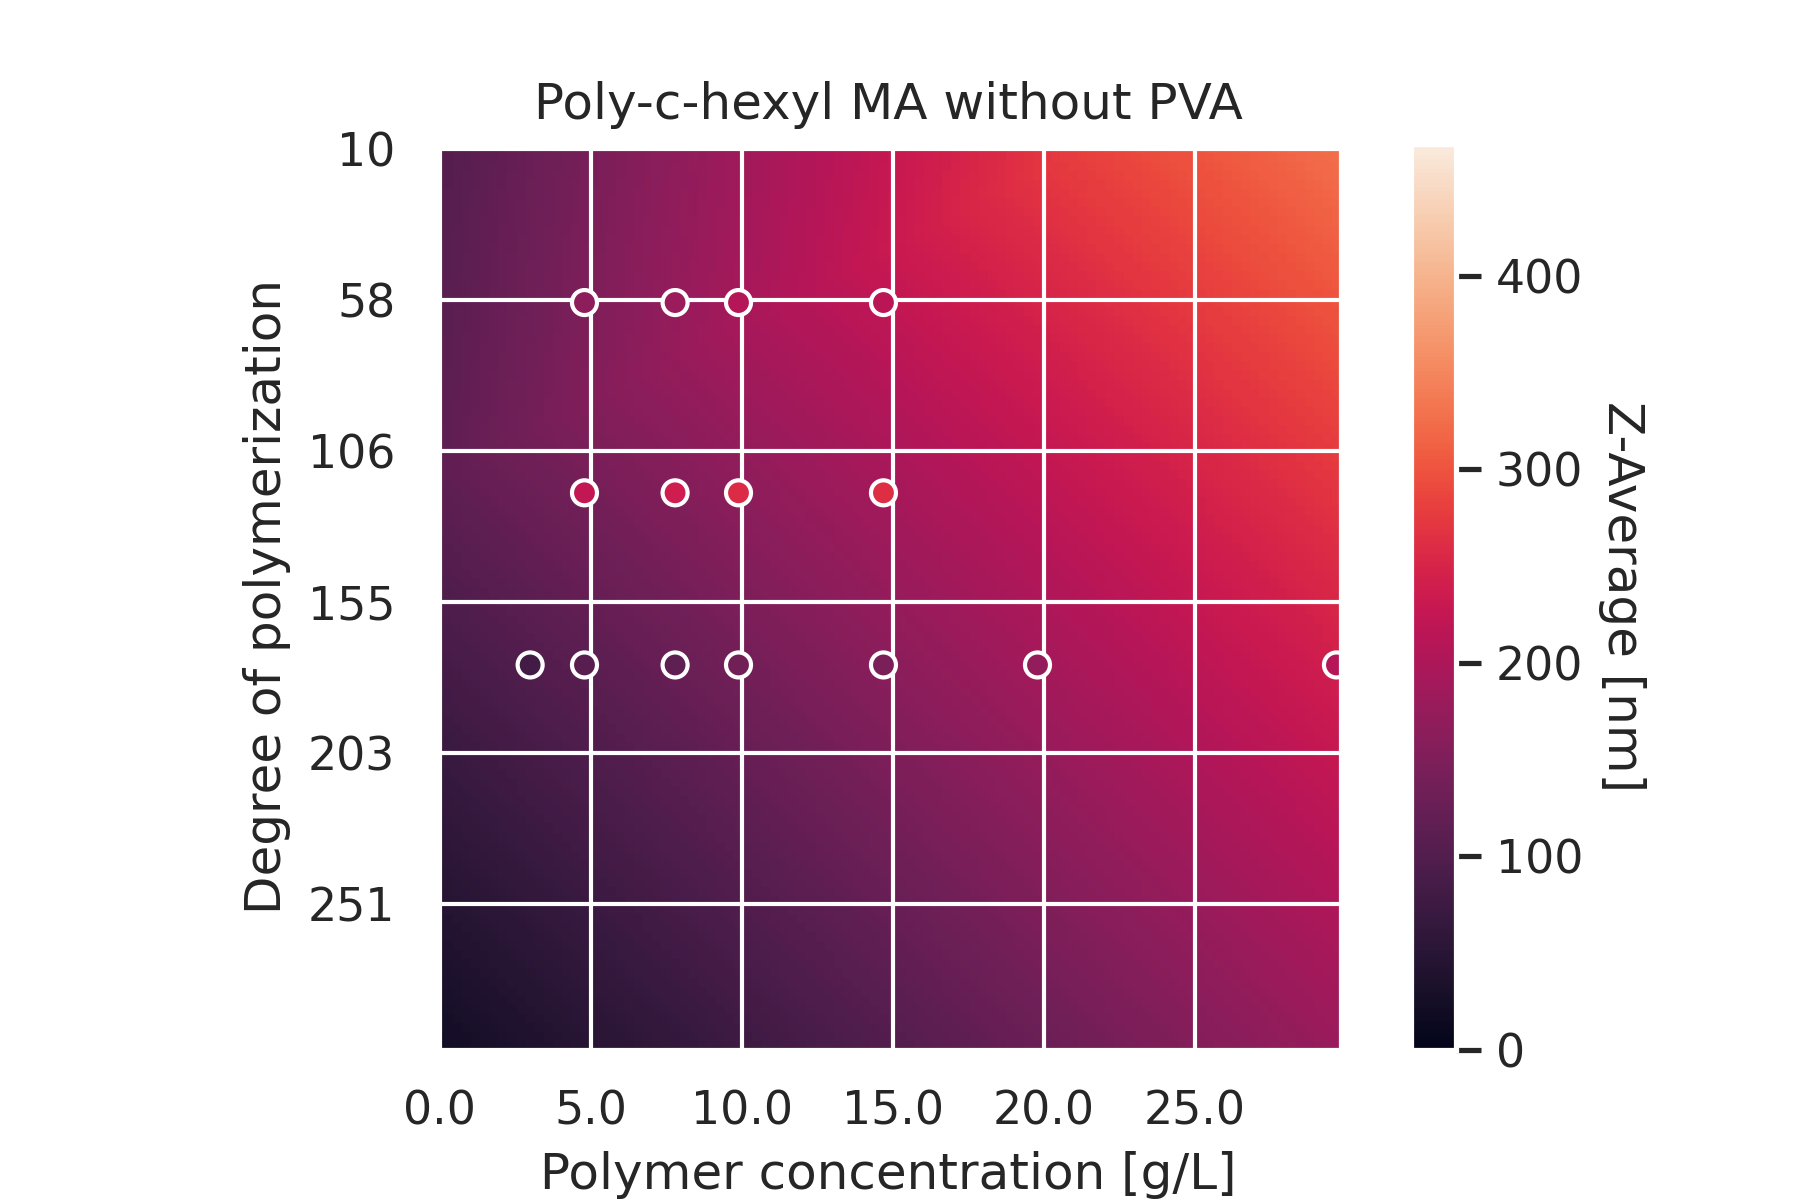 Poly-c-hexyl MA without PVA
10
58
106
155
203
251
Degree of polymerization
0.0 5.0 10.0 15.0 20.0 25.0
Polymer concentration [g/L]
400
300
200
100
0
Z-Average [nm]